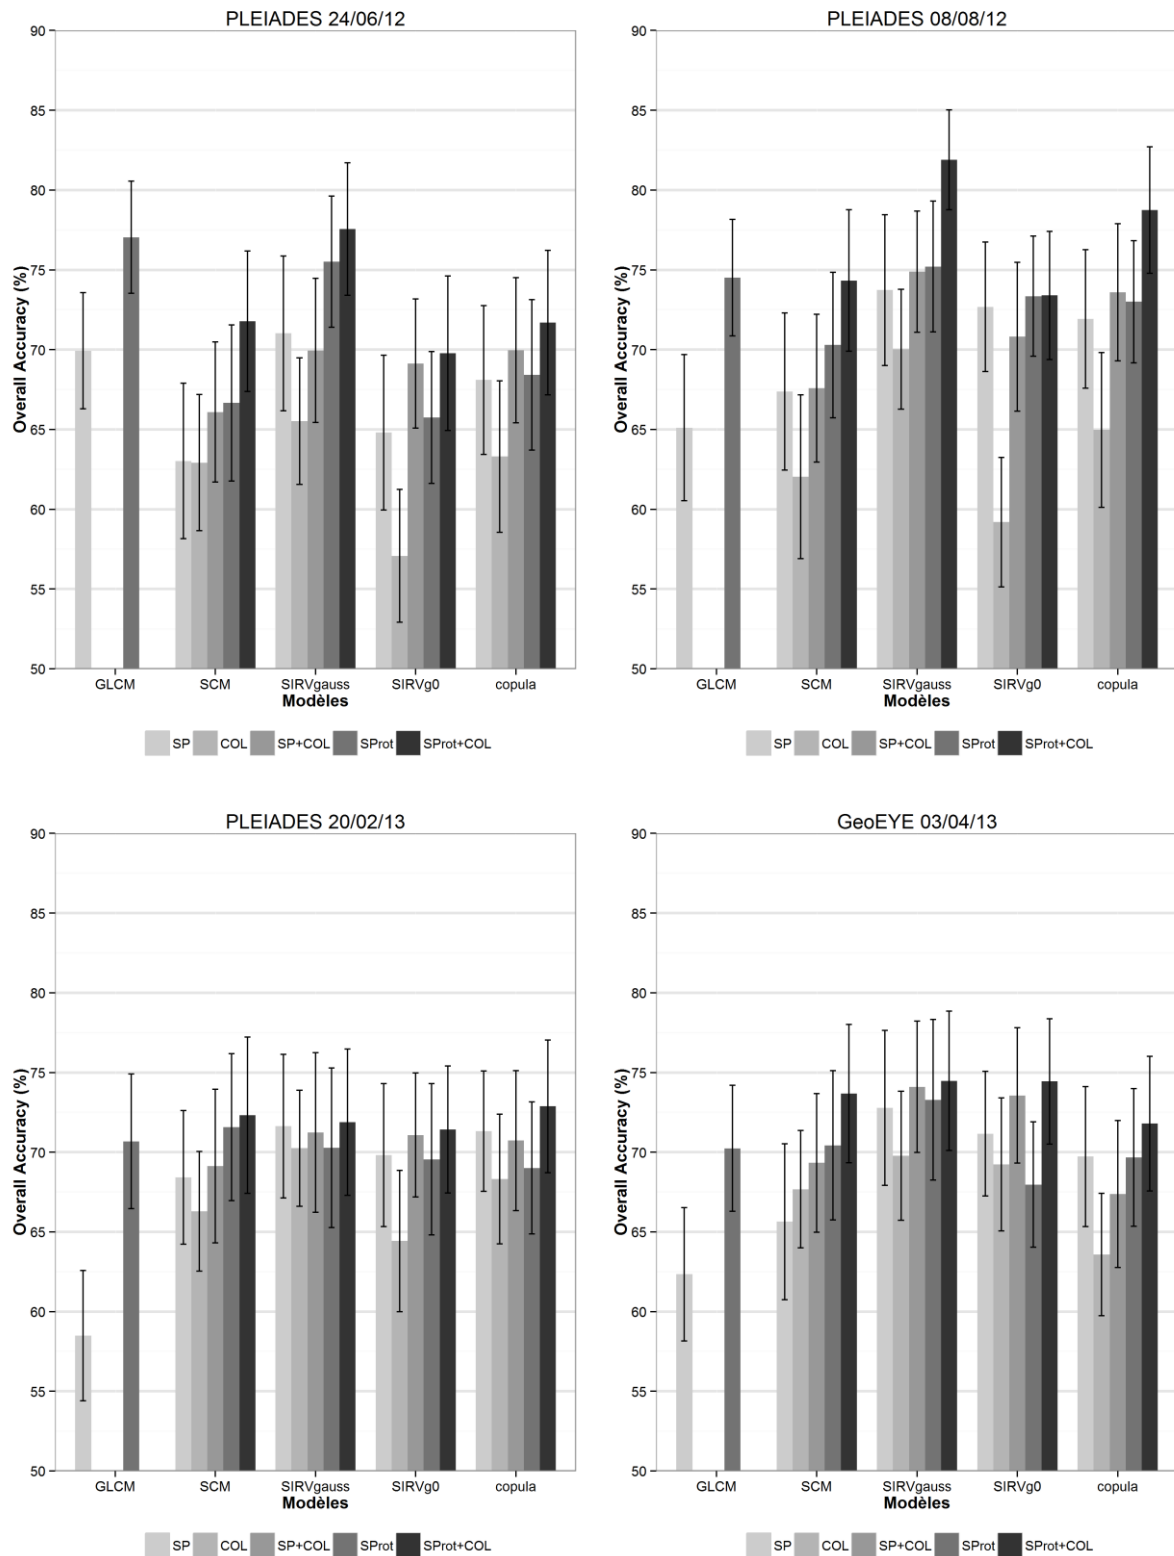 PLEIADES 24/06/12
90
85
80
75
70
65
60
55
50
Overall Accuracy (%)
GLCM SCM SIRVgauss SIRVg0 copula
Modèles
SP COL SP+COL SProt SProt+COL
PLEIADES 08/08/12
90
85
80
75
70
65
60
55
50
Overall Accuracy (%)
GLCM SCM SIRVgauss SIRVg0 copula
Modèles
SP COL SP+COL SProt SProt+COL
PLEIADES 20/02/13
90
85
80
75
70
65
60
55
50
Overall Accuracy (%)
GLCM SCM SIRVgauss SIRVg0 copula
Modèles
SP COL SP+COL SProt SProt+COL
GeoEYE 03/04/13
90
85
80
75
70
65
60
55
50
Overall Accuracy (%)
GLCM SCM SIRVgauss SIRVg0 copula
Modèles
SP COL SP+COL SProt SProt+COL